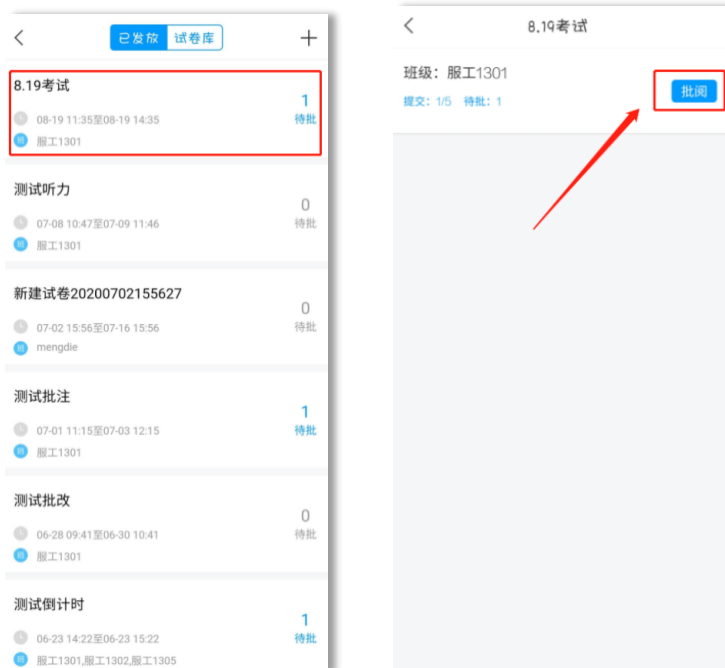 已发放 试卷库
8.19考试
1
08-19 11:35至08-19 14:35
待批
班 服工1301
测试听力
0
07-08 10:47至07-09 11:46
待批
班 服工1301
新建试卷20200702155627
0
07-02 15:56至07-16 15:56
待批
班 mengdie
测试批注
1
07-01 11:15至07-03 12:15
待批
班 服工1301
测试批改
0
06-28 09:41至06-30 10:41
待批
班 服工1301
测试倒计时
1
06-23 14:22至06-23 15:22
待批
班 服工1301,服工1302,服工1305
8.19考试
班级：服工1301
批阅
提交：1/5 待批：1